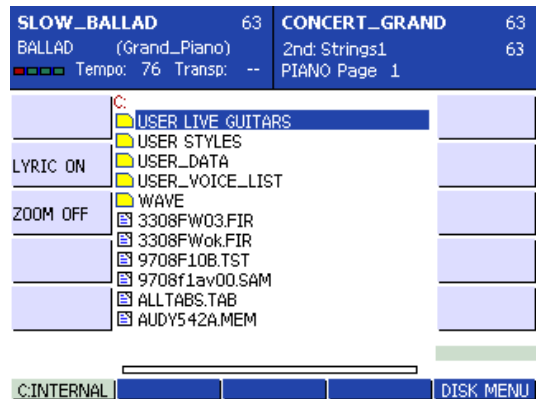 SLOW_BALLAD 63 CONCERT_GRAND 63
BALLAD (Grand_Piano) 2nd: Strings1 63
Tempo: 76 Transp: -- PIANO Page 1
C:
USER LIVE GUITARS
USER STYLES
LYRIC ON USER_DATA
USER_VOICE_LIST
ZOOM OFF WAVE
3308FW03.FIR
3308FWok.FIR
9708F10B.TST
9708f1av00.SAM
ALLTABS.TAB
AUDY542A.MEM
C:INTERNAL DISK MENU